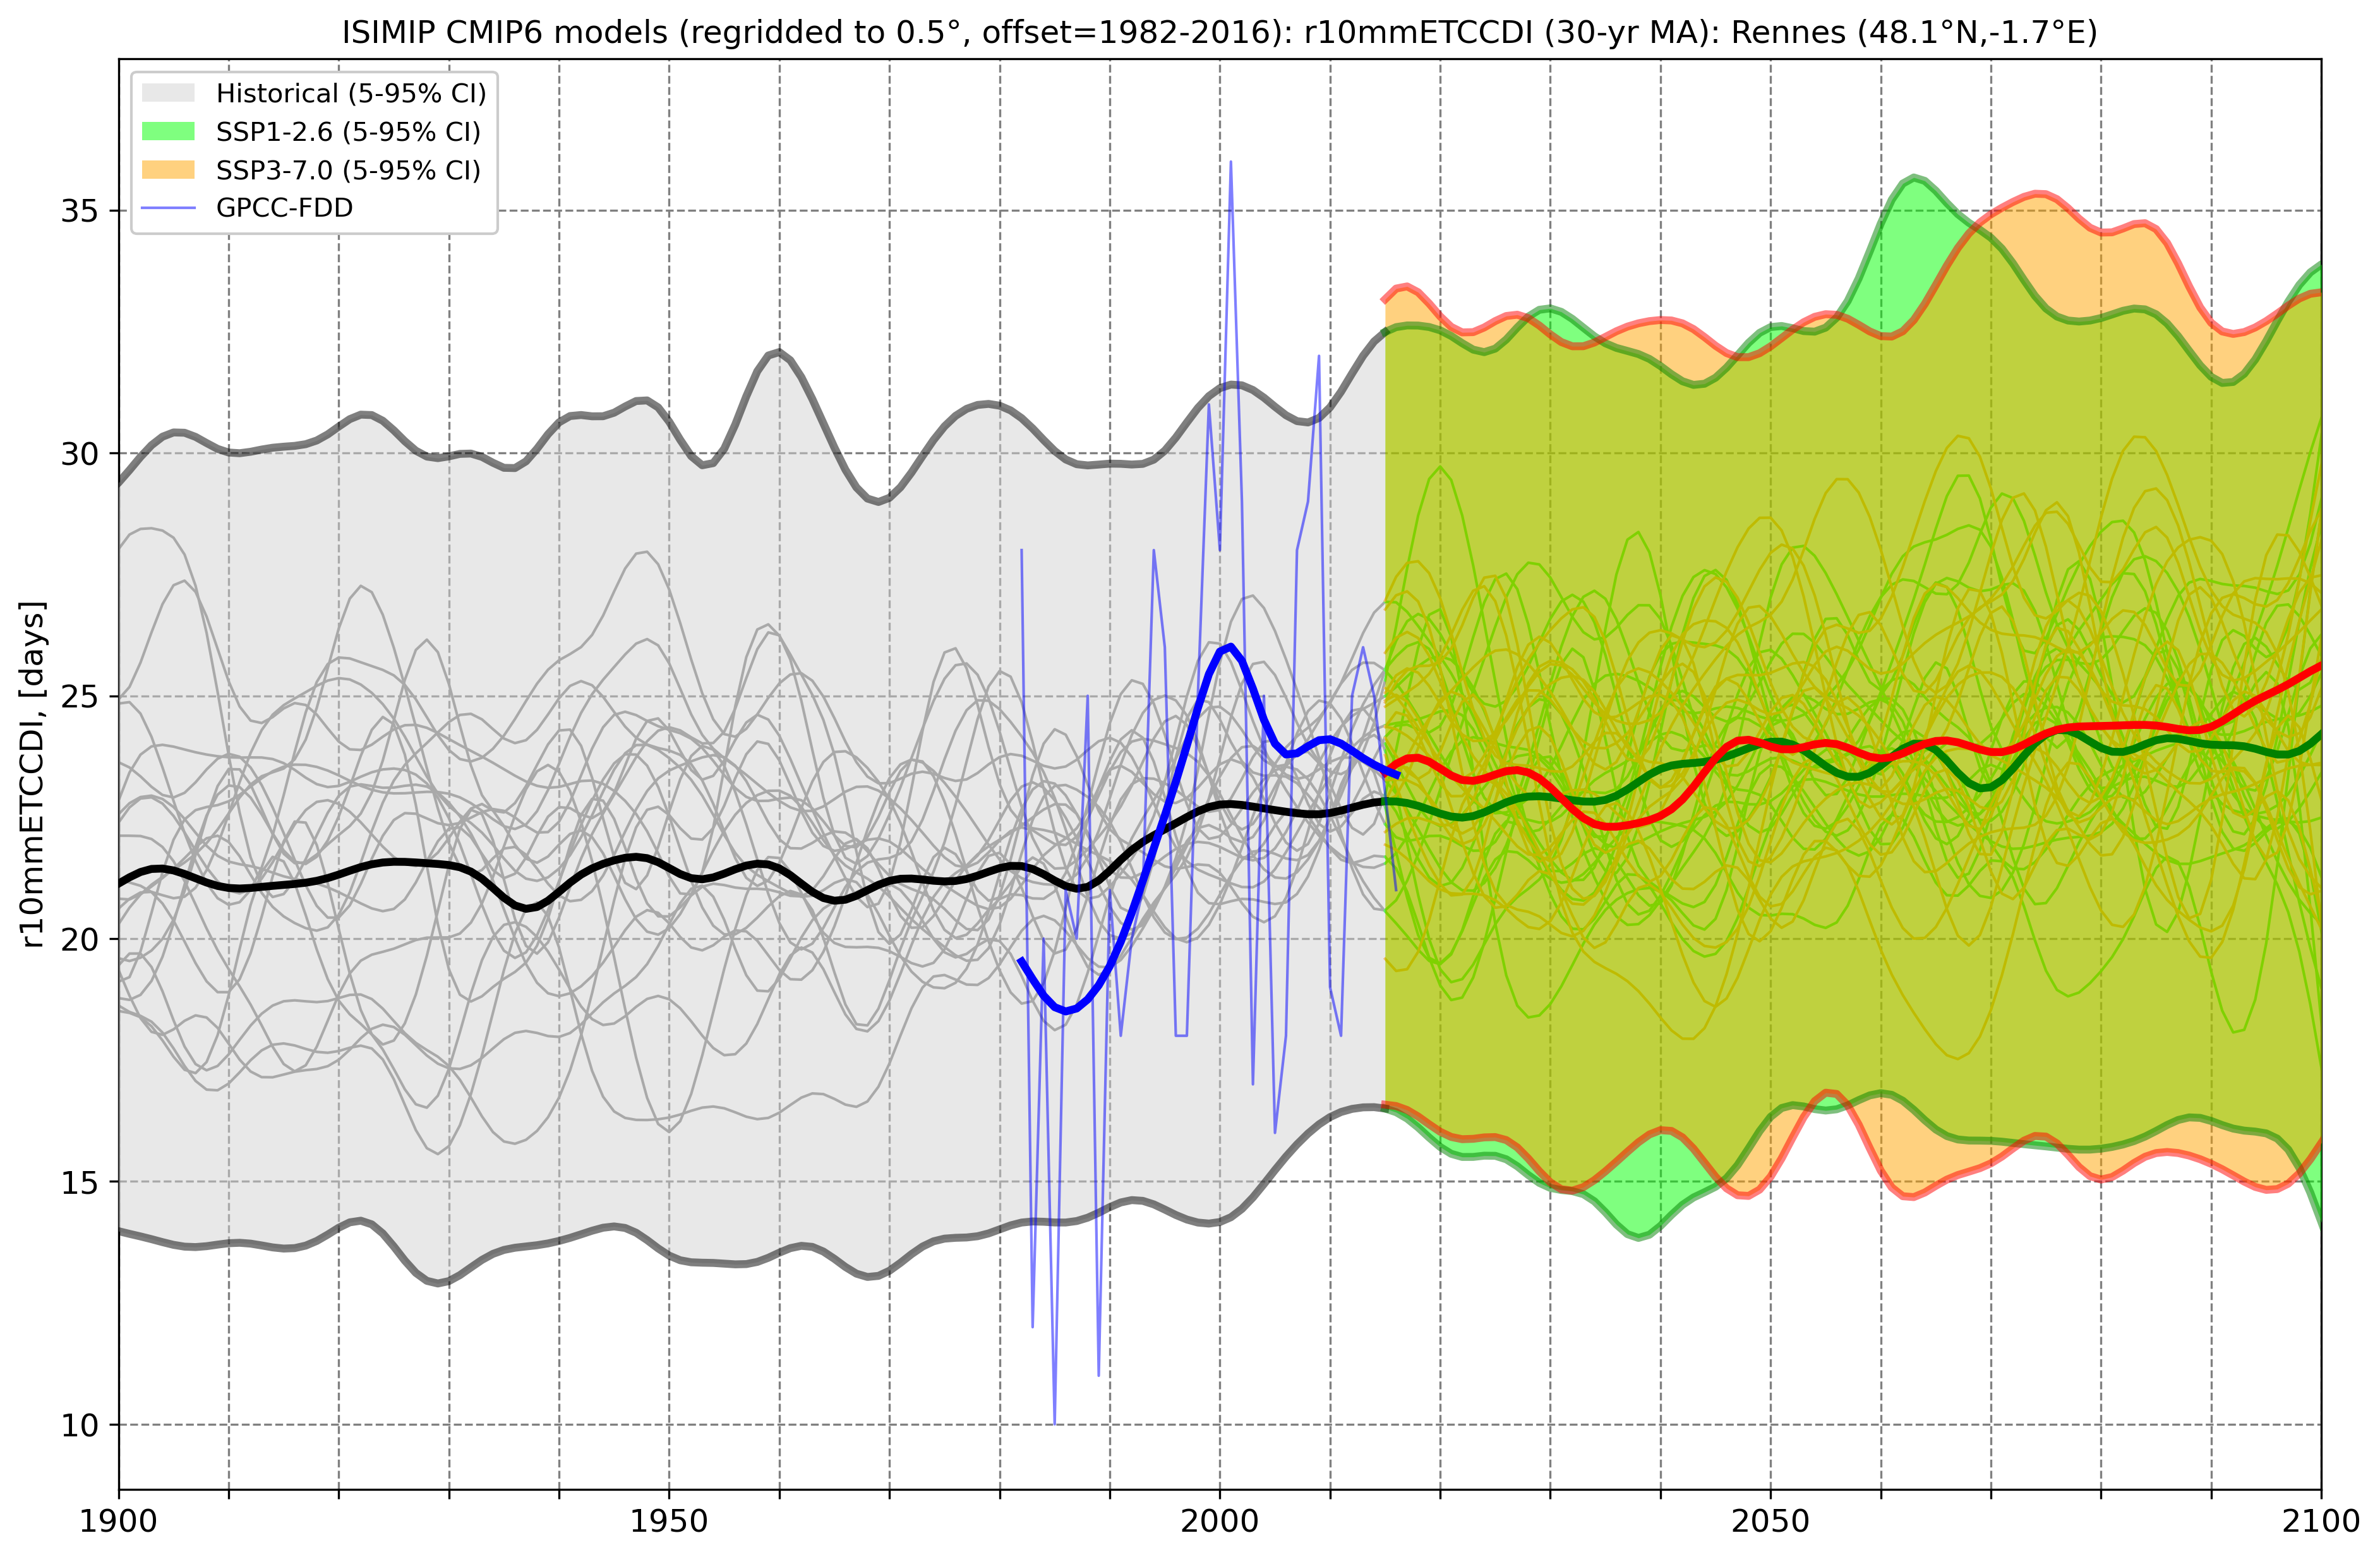 ISIMIP CMIP6 models (regridded to 0.5°, offset=1982-2016): r10mmETCCDI (30-yr MA): Rennes (48.1°N,-1.7°E)
Historical (5-95% CI)
SSP1-2.6 (5-95% CI)
SSP3-7.0 (5-95% CI)
GPCC-FDD
r10mmETCCDI, [days]
35
30
25
20
15
10
1900 1950 2000 2050 2100